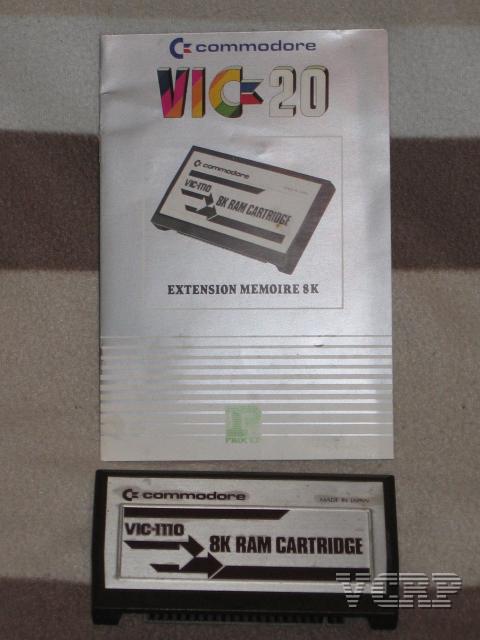 commodore
VIC 20
commodore
VIC-1110
8K RAM CARTRIDGE
EXTENSION MEMOIRE 8K
commodore
MADE IN JAPAN
VIC-1110
8K RAM CARTRIDGE
VCRP